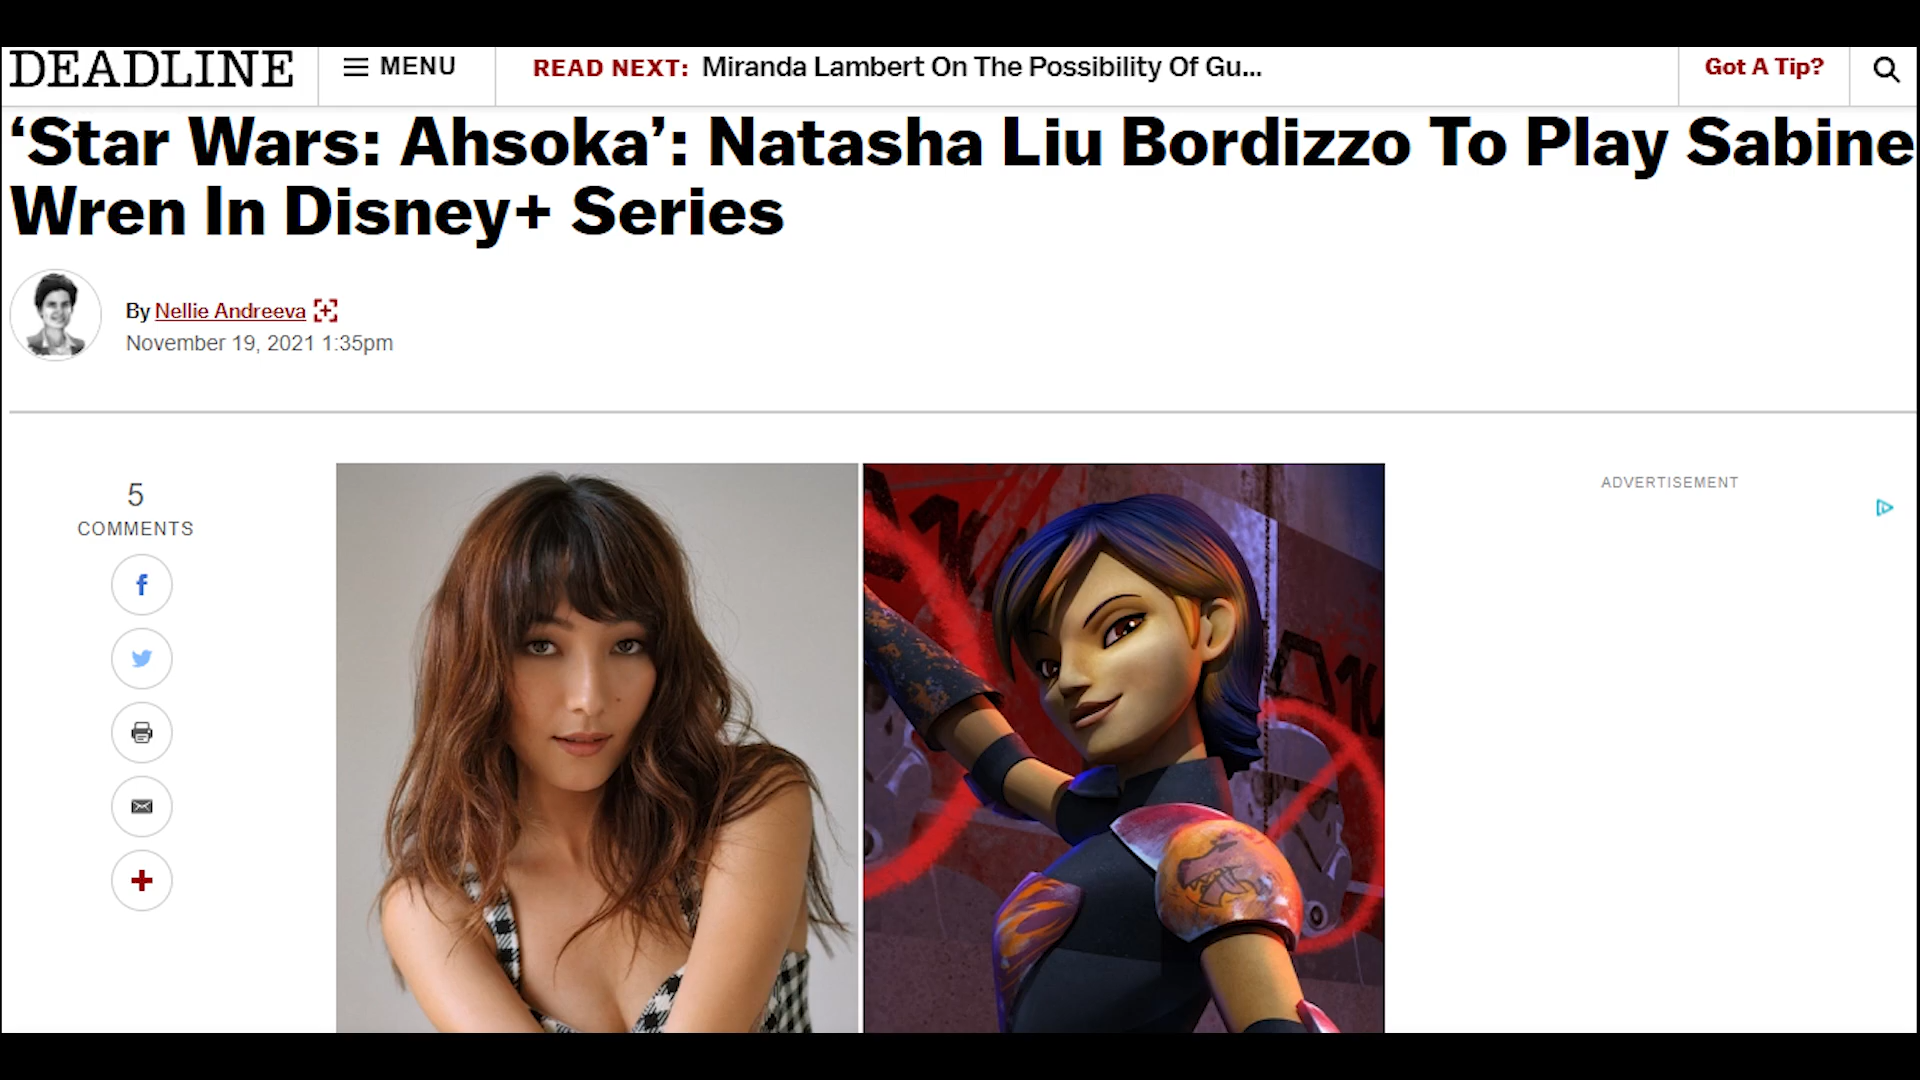 DEADLINE
MENU
READ NEXT: Miranda Lambert On The Possibility Of Gu...
Got A Tip?
‘Star Wars: Ahsoka’: Natasha Liu Bordizzo To Play Sabine
Wren In Disney+ Series
By Nellie Andreeva
November 19, 2021 1:35pm
5
COMMENTS
ADVERTISEMENT